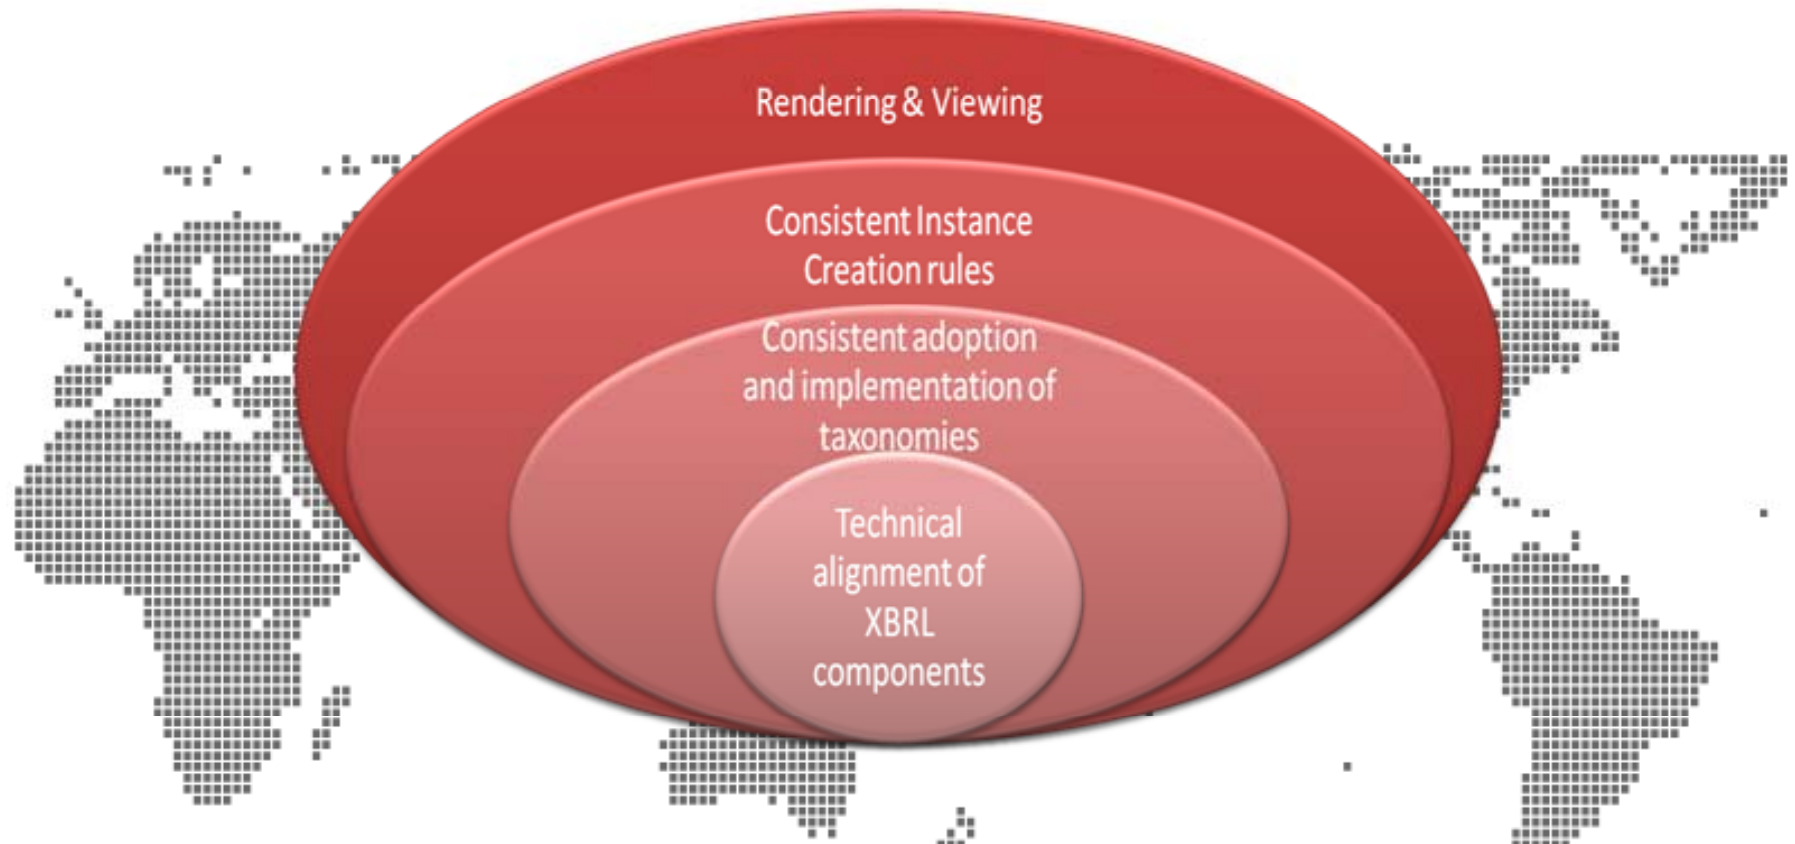 Rendering & Viewing
Consistent Instance
Creation rules
Consistent adoption
and implementation of
taxonomies
Technical
alignment of
XBRL
components